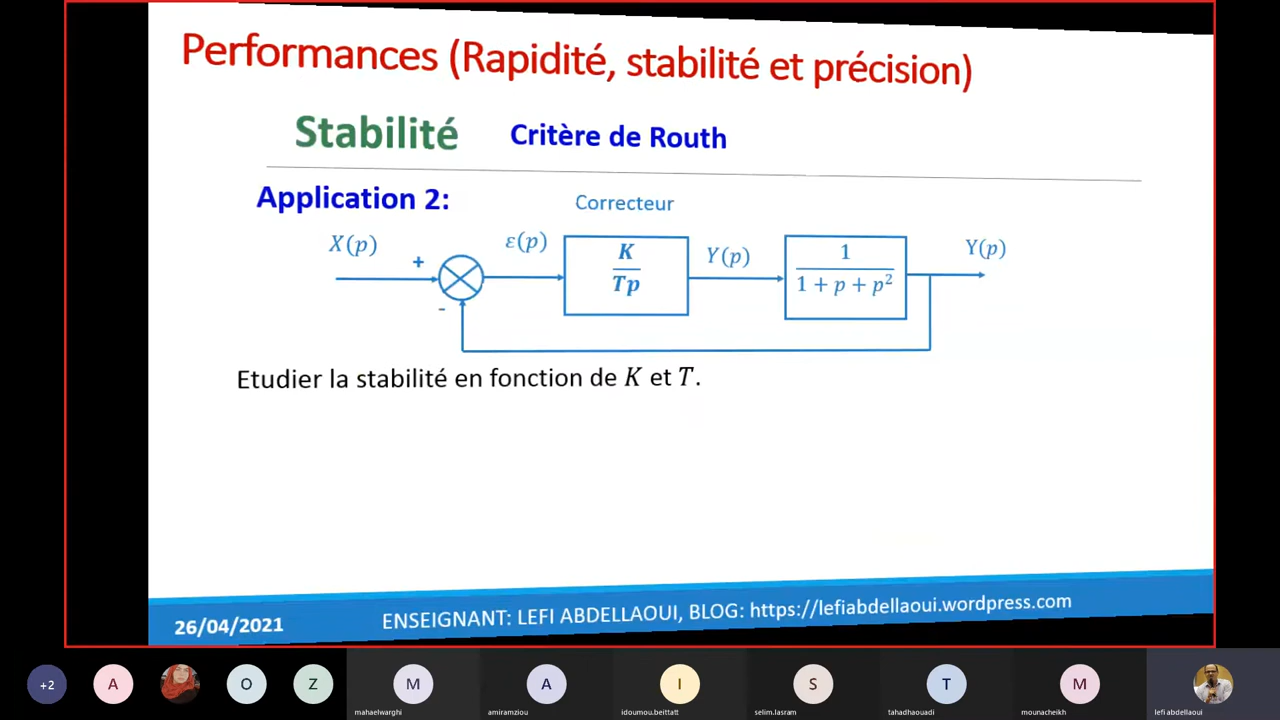 Performances (Rapidité, stabilité et précision)
Stabilité Critère de Routh
Application 2:
Correcteur
X(p) + ε(p) K/Tp Y(p) 1/(1 + p + p²) Y(p)
-
Etudier la stabilité en fonction de K et T.
26/04/2021 ENSEIGNANT: LEFI ABDELLAOUI, BLOG: https://lefiabdellaoui.wordpress.com
+2 A O Z M A I S T M
mahaelwarghi amiramziou idoumou.beittatt selim.lasram tahadhaouadi mounacheikh lefi abdellaoui